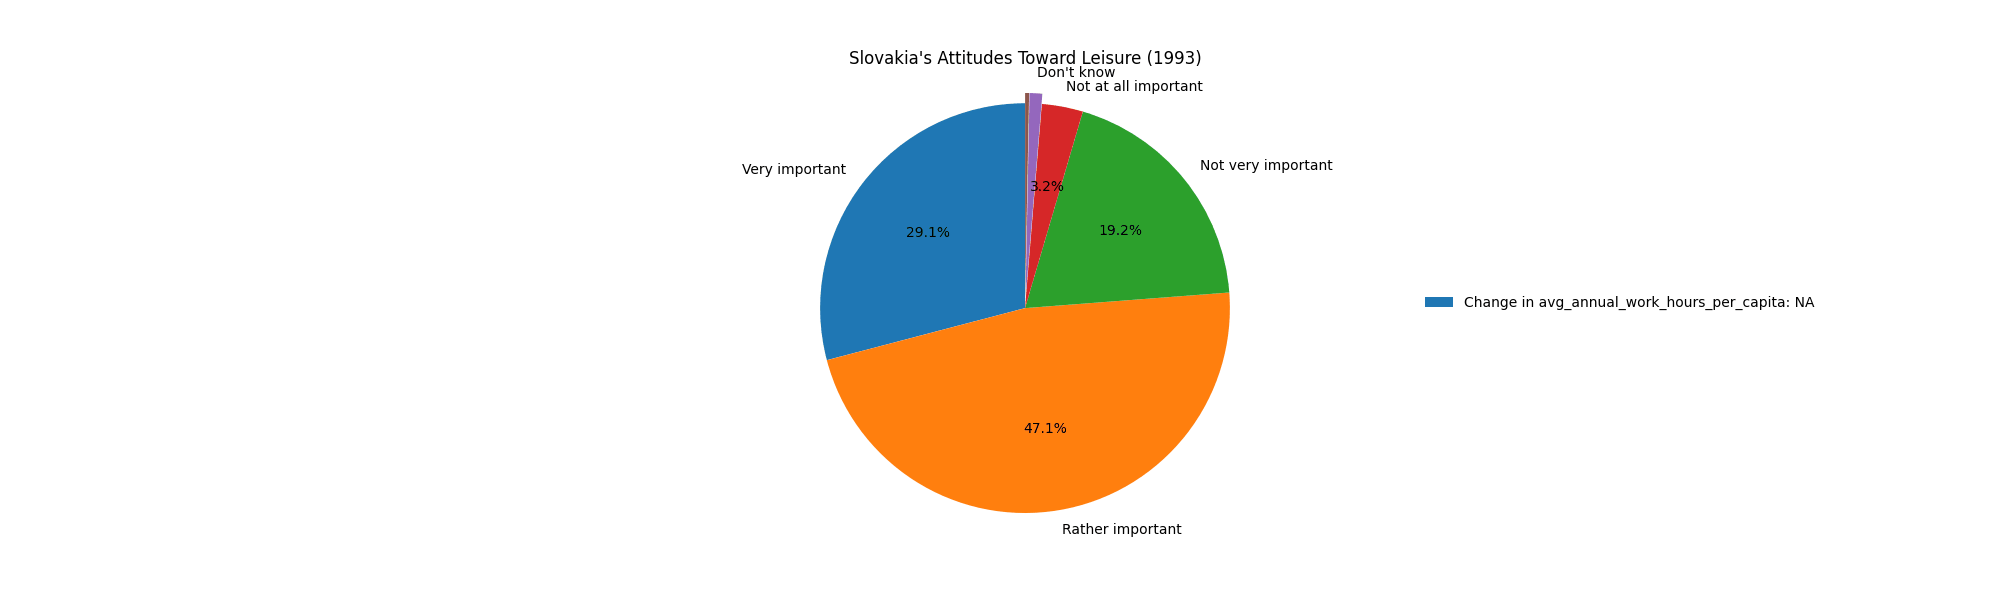 Slovakia's Attitudes Toward Leisure (1993)
Don't know
Not at all important
Very important
Not very important
3.2%
29.1%
19.2%
Change in avg_annual_work_hours_per_capita: NA
47.1%
Rather important